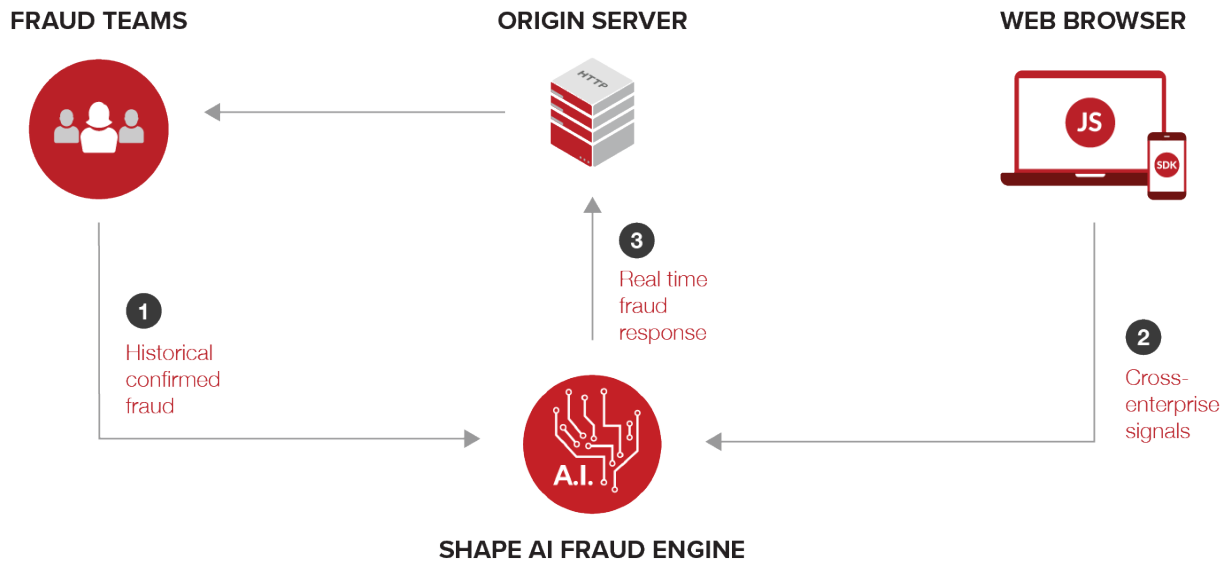 FRAUD TEAMS
ORIGIN SERVER
WEB BROWSER
HTTP
JS
SDK
1
Historical
confirmed
fraud
3
Real time
fraud
response
2
Cross-
enterprise
signals
A.I.
SHAPE AI FRAUD ENGINE